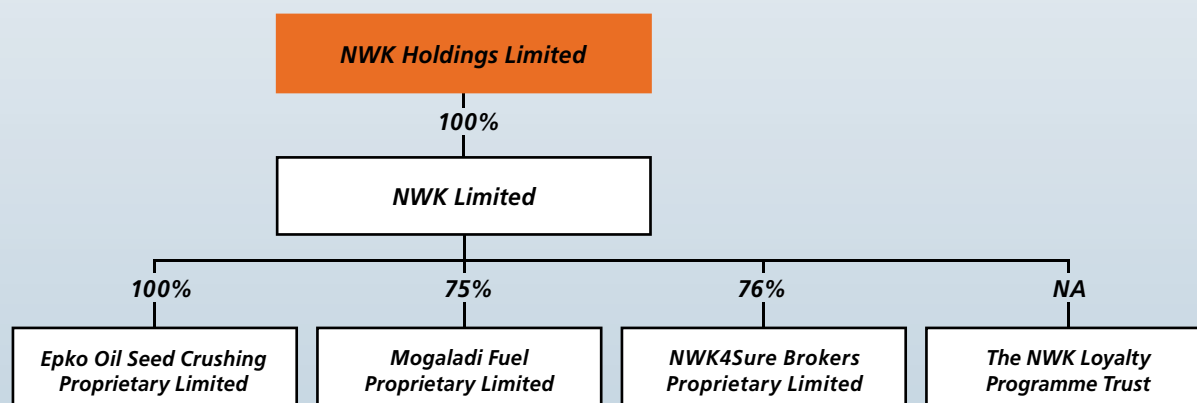 NWK Holdings Limited
100%
NWK Limited
100%
75%
76%
NA
Epko Oil Seed Crushing
Proprietary Limited
Mogaladi Fuel
Proprietary Limited
NWK4Sure Brokers
Proprietary Limited
The NWK Loyalty
Programme Trust